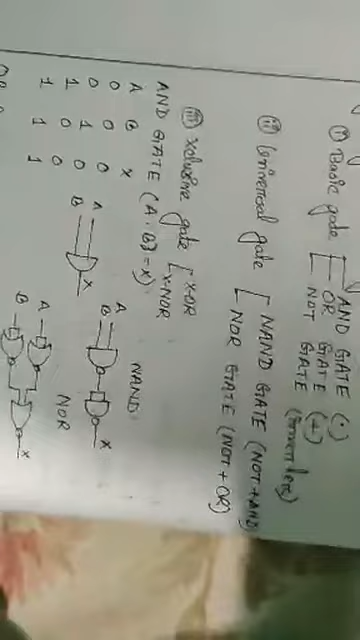 (i) Basic gate [ AND GATE (·)
OR GATE (+)
NOT GATE
(ii) Universal gate [ NAND GATE (NOT+AND)
NOR GATE (NOT + OR)
(iii) Xclusive gate [ X-OR
X-NOR
AND GATE (A . B) = x).
A B X
0 0 0
0 1 0
1 0 0
1 1 1
A
B
X
A
B
X
NAND
A
B
X
NOR